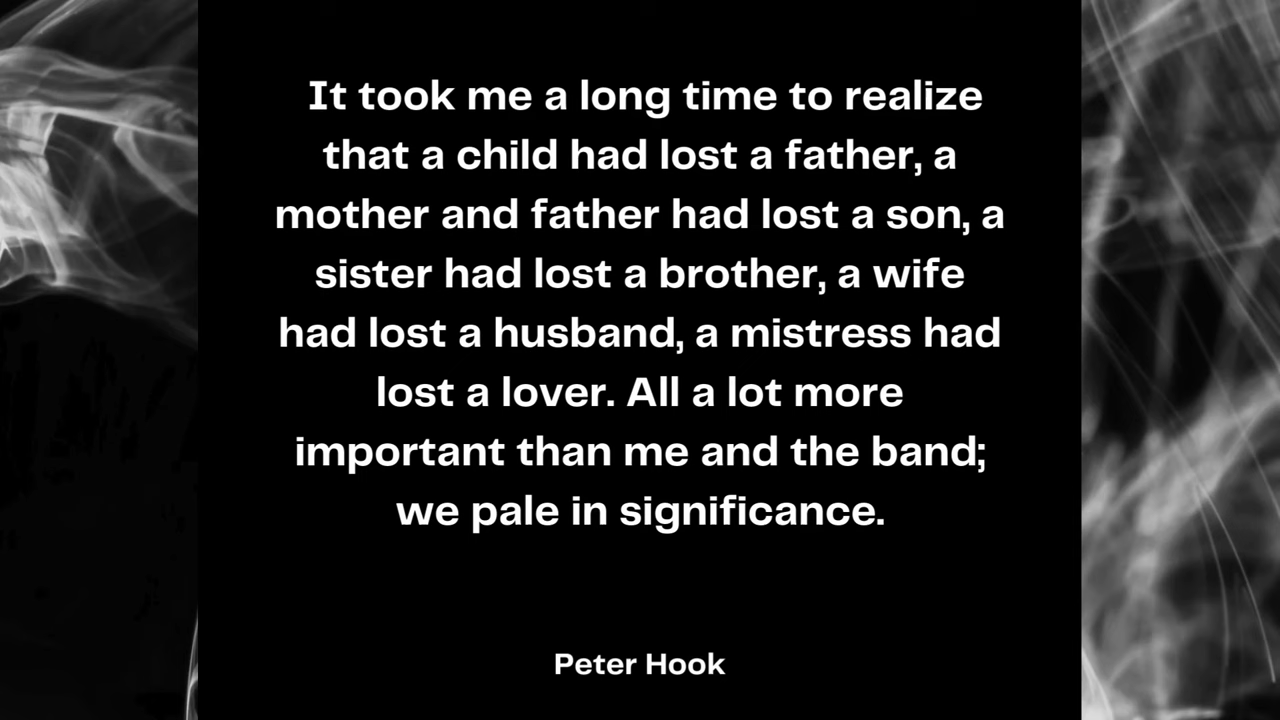 It took me a long time to realize
that a child had lost a father, a
mother and father had lost a son, a
sister had lost a brother, a wife
had lost a husband, a mistress had
lost a lover. All a lot more
important than me and the band;
we pale in significance.
Peter Hook